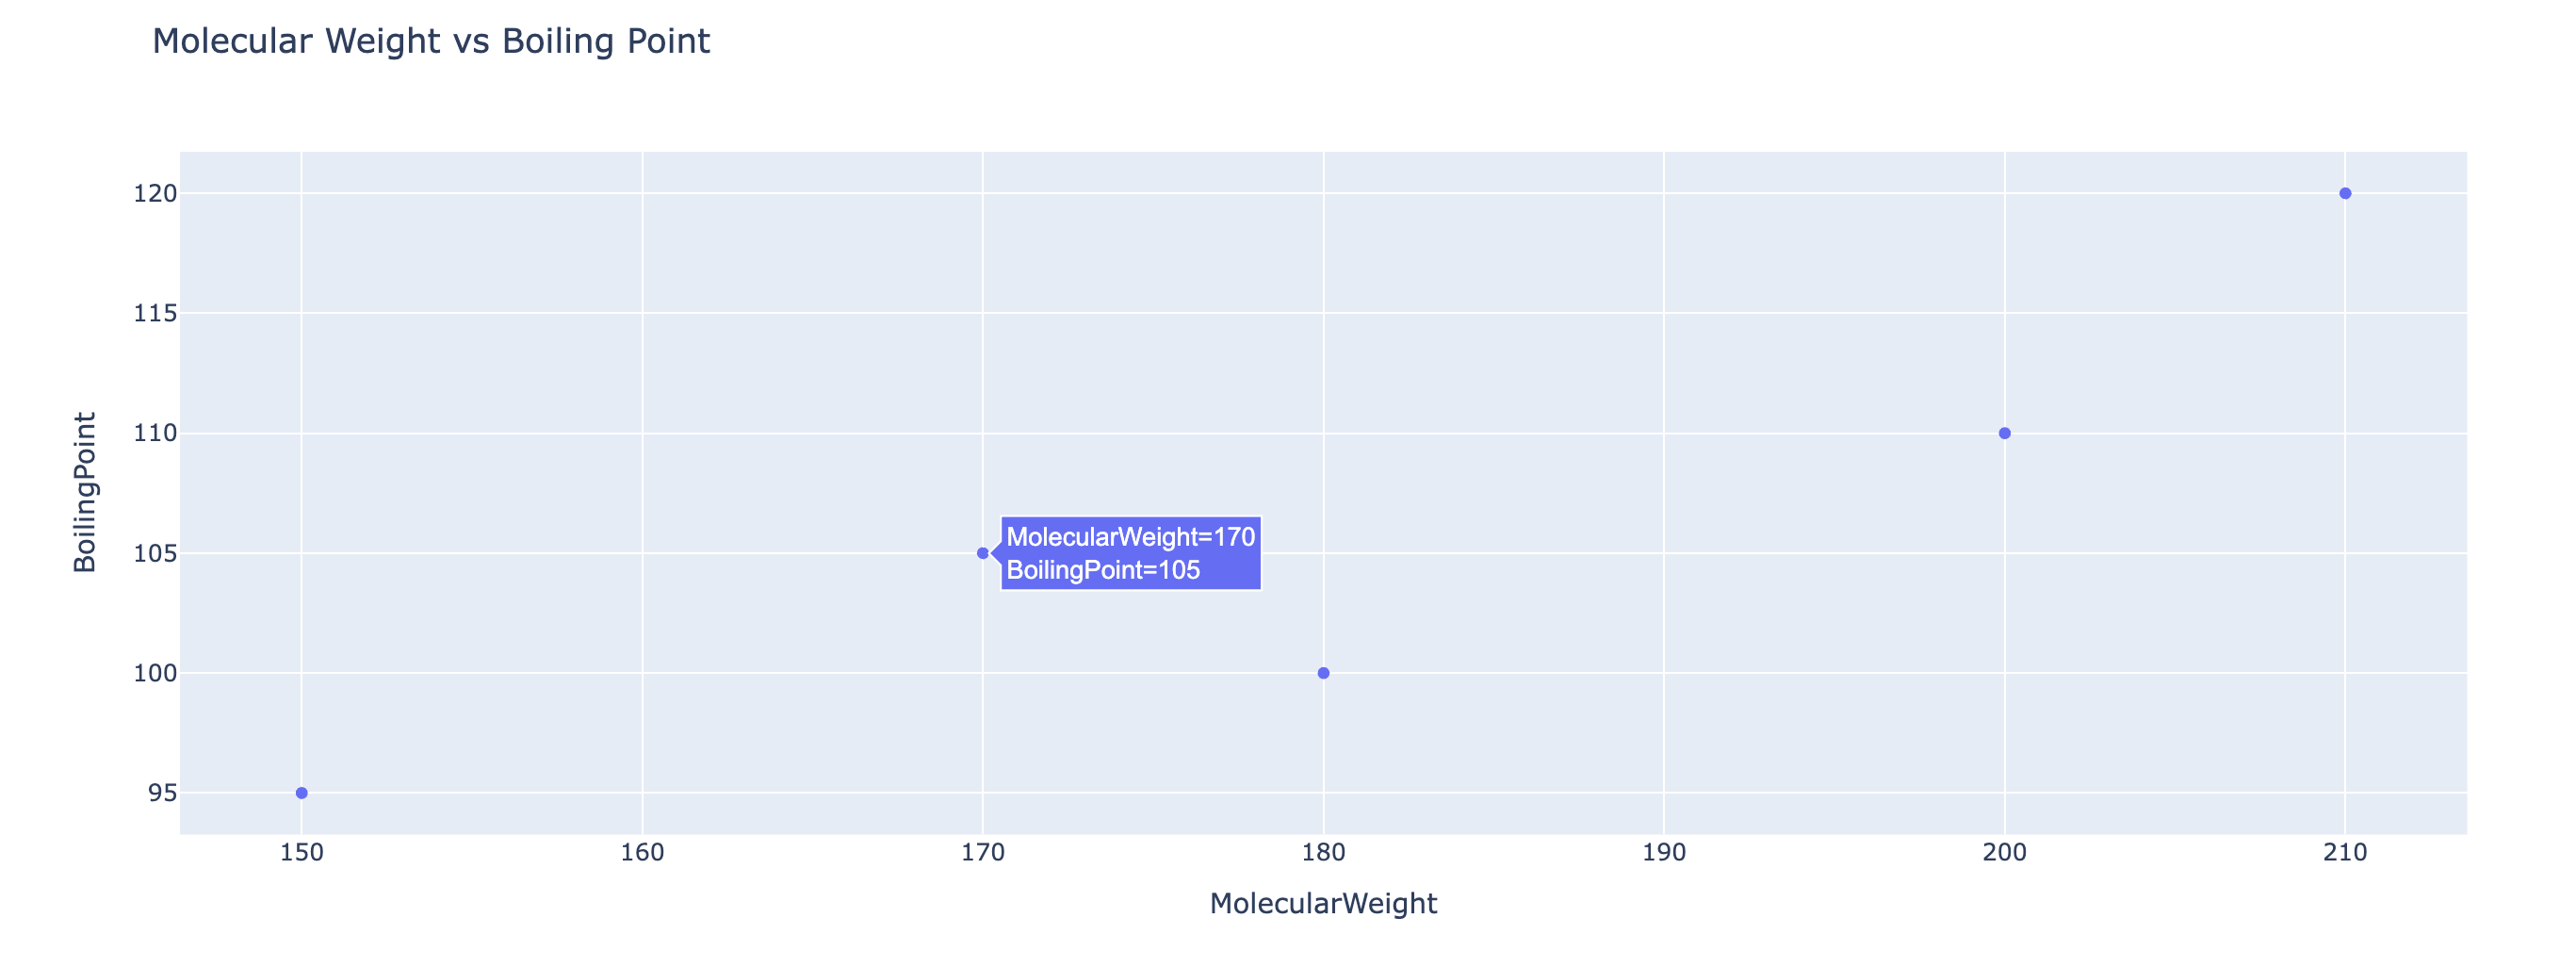 Molecular Weight vs Boiling Point
120
115
110
105
100
95
BoilingPoint
MolecularWeight=170
BoilingPoint=105
150
160
170
180
190
200
210
MolecularWeight